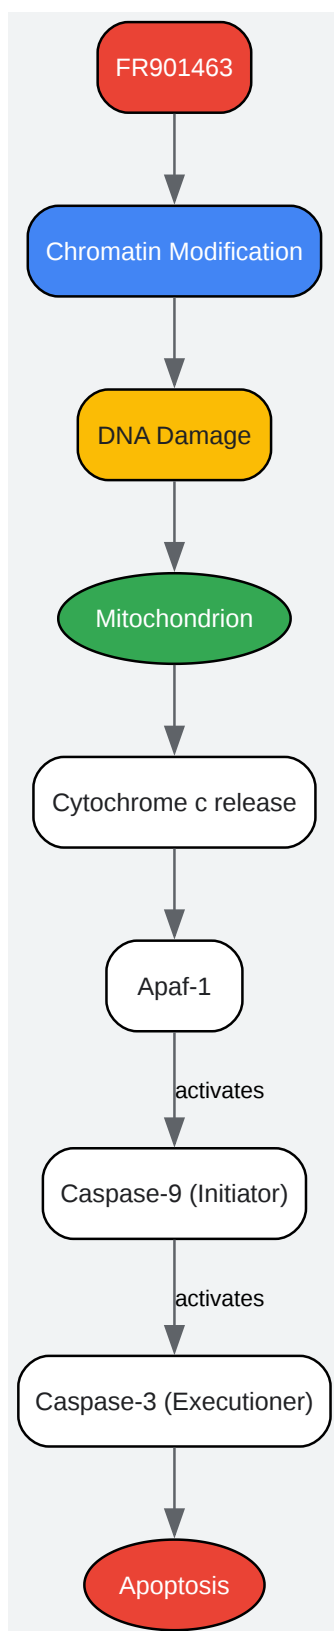 FR901463
Chromatin Modification
DNA Damage
Mitochondrion
Cytochrome c release
Apaf-1
activates
Caspase-9 (Initiator)
activates
Caspase-3 (Executioner)
Apoptosis